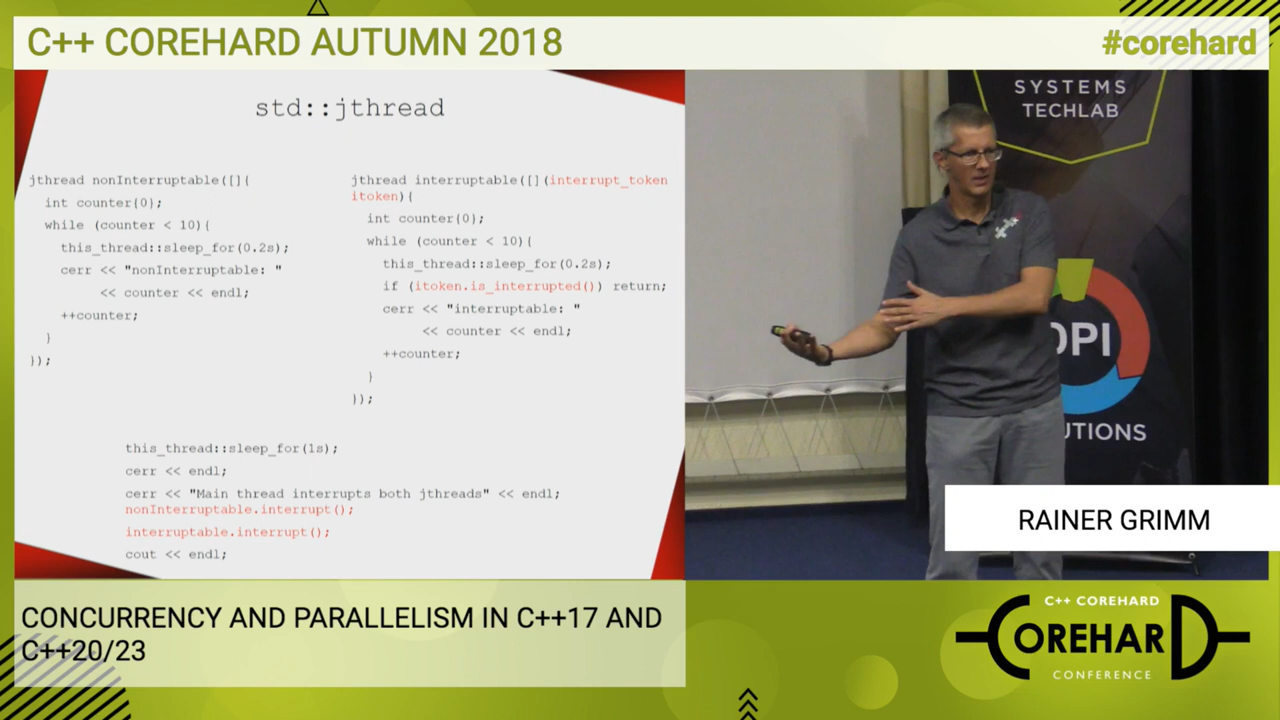 C++ COREHARD AUTUMN 2018
#corehard
std::jthread
jthread nonInterruptable([]{
int counter{0};
while (counter < 10){
this_thread::sleep_for(0.2s);
cerr << "nonInterruptable: "
<< counter << endl;
++counter;
}
});
jthread interruptable([](interrupt_token
itoken){
int counter{0};
while (counter < 10){
this_thread::sleep_for(0.2s);
if (itoken.is_interrupted()) return;
cerr << "interruptable: "
<< counter << endl;
++counter;
}
});
this_thread::sleep_for(1s);
cerr << endl;
cerr << "Main thread interrupts both jthreads" << endl;
nonInterruptable.interrupt();
interruptable.interrupt();
cout << endl;
SYSTEMS
TECHLAB
OPI
UTIONS
RAINER GRIMM
CONCURRENCY AND PARALLELISM IN C++17 AND
C++20/23
C++ COREHARD
COREHARD
CONFERENCE